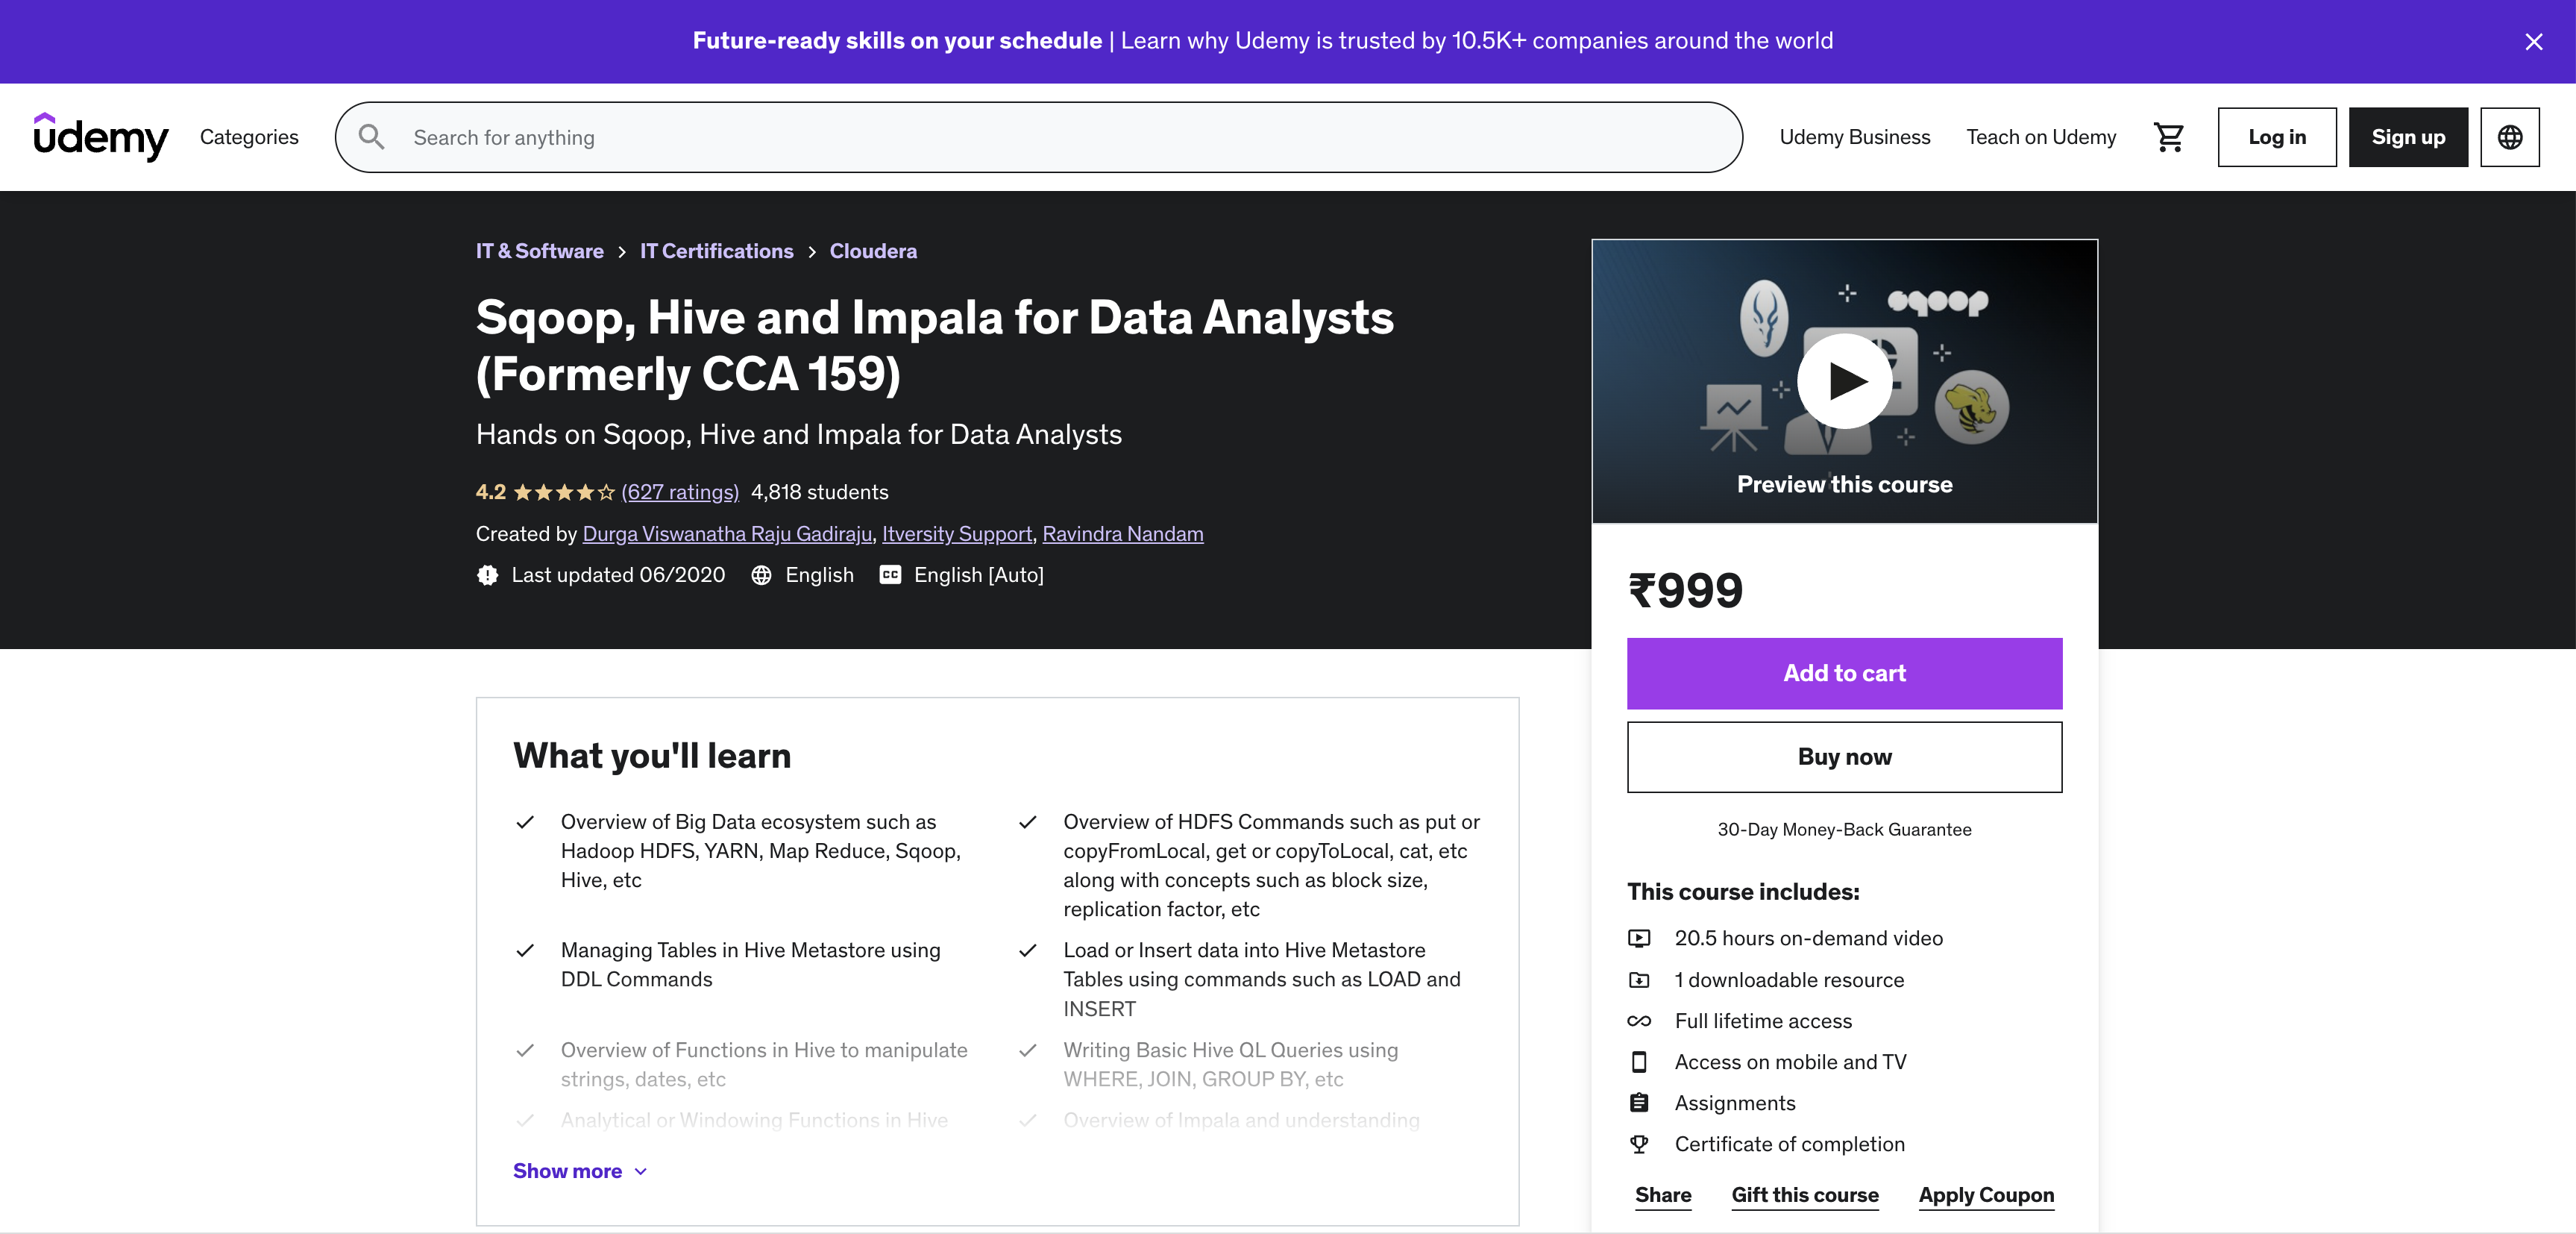 Future-ready skills on your schedule | Learn why Udemy is trusted by 10.5K+ companies around the world
udemy
Categories
Search for anything
Udemy Business
Teach on Udemy
Log in
Sign up
IT & Software > IT Certifications > Cloudera
Sqoop, Hive and Impala for Data Analysts
(Formerly CCA 159)
Hands on Sqoop, Hive and Impala for Data Analysts
4.2 (627 ratings) 4,818 students
Created by Durga Viswanatha Raju Gadiraju, Itversity Support, Ravindra Nandam
Last updated 06/2020 English CC English [Auto]
sqoop
Preview this course
₹999
Add to cart
Buy now
30-Day Money-Back Guarantee
This course includes:
20.5 hours on-demand video
1 downloadable resource
Full lifetime access
Access on mobile and TV
Assignments
Certificate of completion
Share
Gift this course
Apply Coupon
What you'll learn
Overview of Big Data ecosystem such as
Hadoop HDFS, YARN, Map Reduce, Sqoop,
Hive, etc
Overview of HDFS Commands such as put or
copyFromLocal, get or copyToLocal, cat, etc
along with concepts such as block size,
replication factor, etc
Managing Tables in Hive Metastore using
DDL Commands
Load or Insert data into Hive Metastore
Tables using commands such as LOAD and
INSERT
Overview of Functions in Hive to manipulate
strings, dates, etc
Writing Basic Hive QL Queries using
WHERE, JOIN, GROUP BY, etc
Analytical or Windowing Functions in Hive
Overview of Impala and understanding
Show more